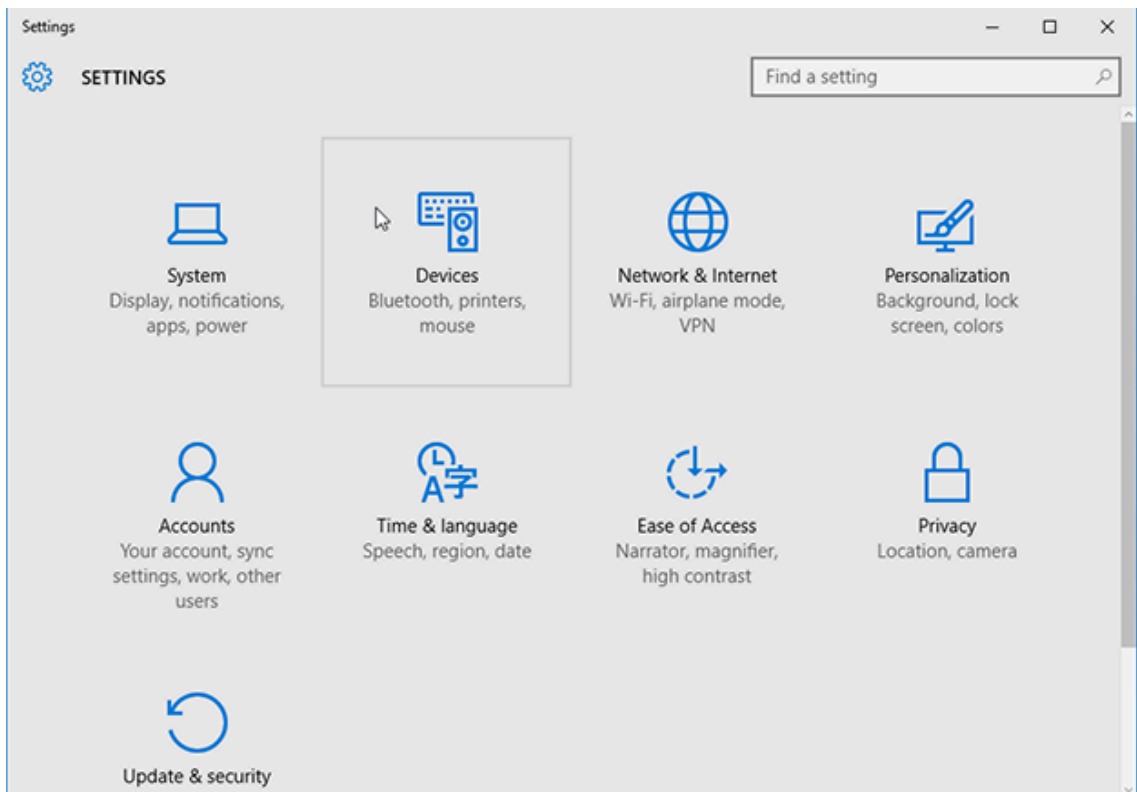 Settings
SETTINGS
Find a setting
System
Display, notifications,
apps, power
Devices
Bluetooth, printers,
mouse
Network & Internet
Wi-Fi, airplane mode,
VPN
Personalization
Background, lock
screen, colors
Accounts
Your account, sync
settings, work, other
users
A字
Time & language
Speech, region, date
Ease of Access
Narrator, magnifier,
high contrast
Privacy
Location, camera
Update & security